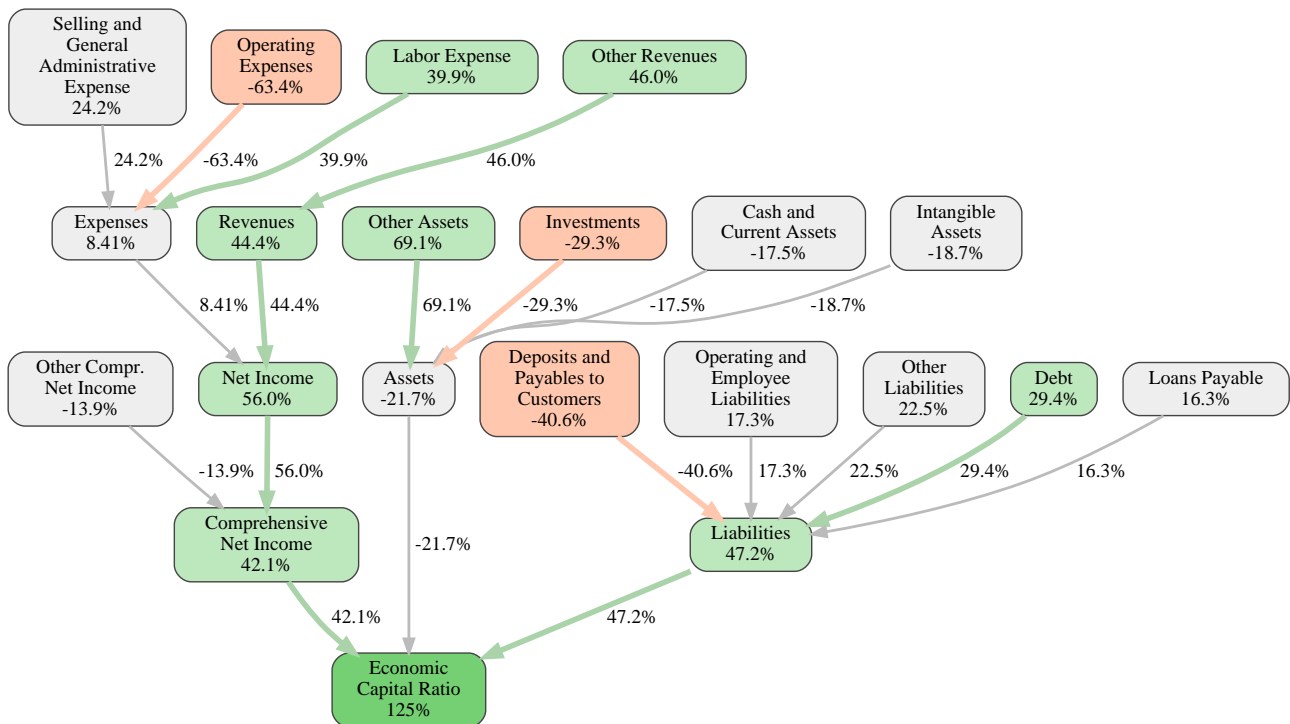 Selling and
General
Administrative
Expense
24.2%
Operating
Expenses
-63.4%
Labor Expense
39.9%
Other Revenues
46.0%
24.2%
-63.4%
39.9%
46.0%
Expenses
8.41%
Revenues
44.4%
Other Assets
69.1%
Investments
-29.3%
Cash and
Current Assets
-17.5%
Intangible
Assets
-18.7%
8.41%
44.4%
69.1%
-29.3%
-17.5%
-18.7%
Other Compr.
Net Income
-13.9%
Net Income
56.0%
Assets
-21.7%
Deposits and
Payables to
Customers
-40.6%
Operating and
Employee
Liabilities
17.3%
Other
Liabilities
22.5%
Debt
29.4%
Loans Payable
16.3%
-13.9%
56.0%
-21.7%
-40.6%
17.3%
22.5%
29.4%
16.3%
Comprehensive
Net Income
42.1%
Liabilities
47.2%
42.1%
47.2%
Economic
Capital Ratio
125%